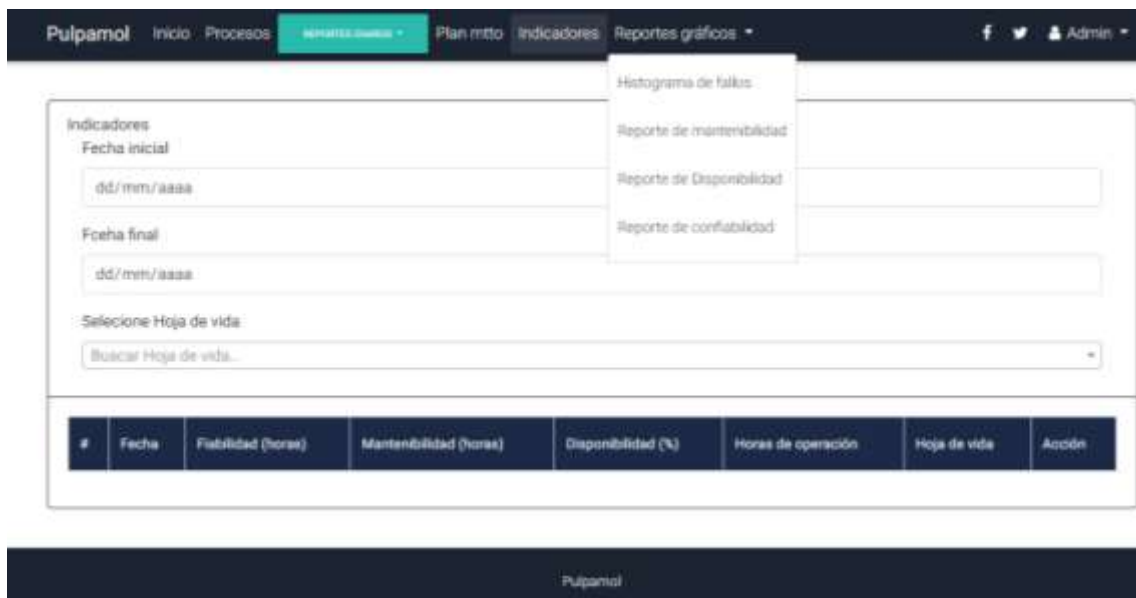 Pulpamol Inicio Procesos REPORTES DIARIOS Plan mtto Indicadores Reportes gráficos Admin
Histograma de fallos
Reporte de mantenibilidad
Reporte de Disponibilidad
Reporte de confiabilidad
Indicadores
Fecha inicial
dd/mm/aaaa
Fceha final
dd/mm/aaaa
Selecione Hoja de vida
Buscar Hoja de vida...
# Fecha Fiabilidad (horas) Mantenibilidad (horas) Disponibilidad (%) Horas de operación Hoja de vida Acción
Pulpamol